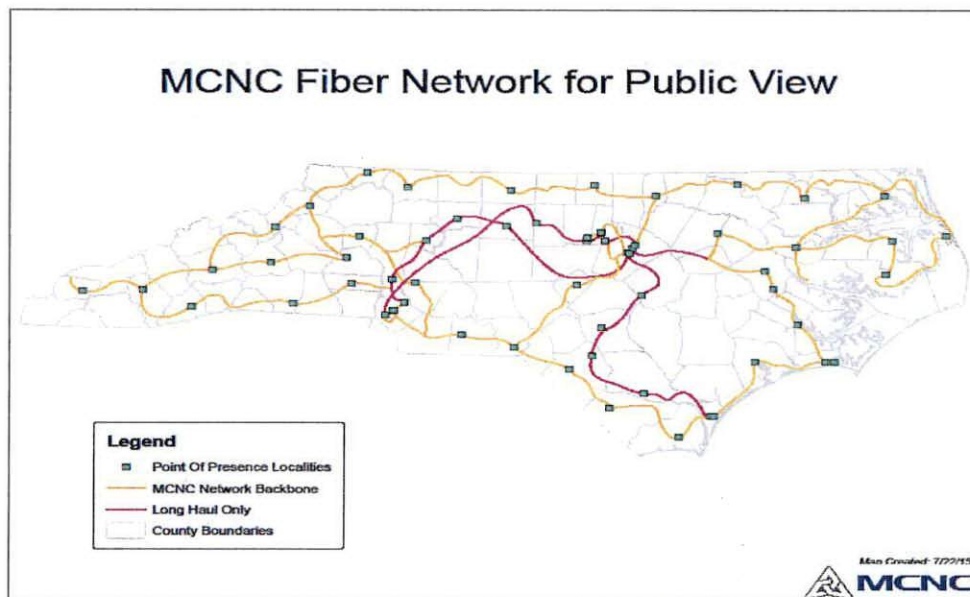 MCNC Fiber Network for Public View
Legend
Point Of Presence Localities
MCNC Network Backbone
Long Haul Only
County Boundaries
Map Created: 7/22/15
MCNC